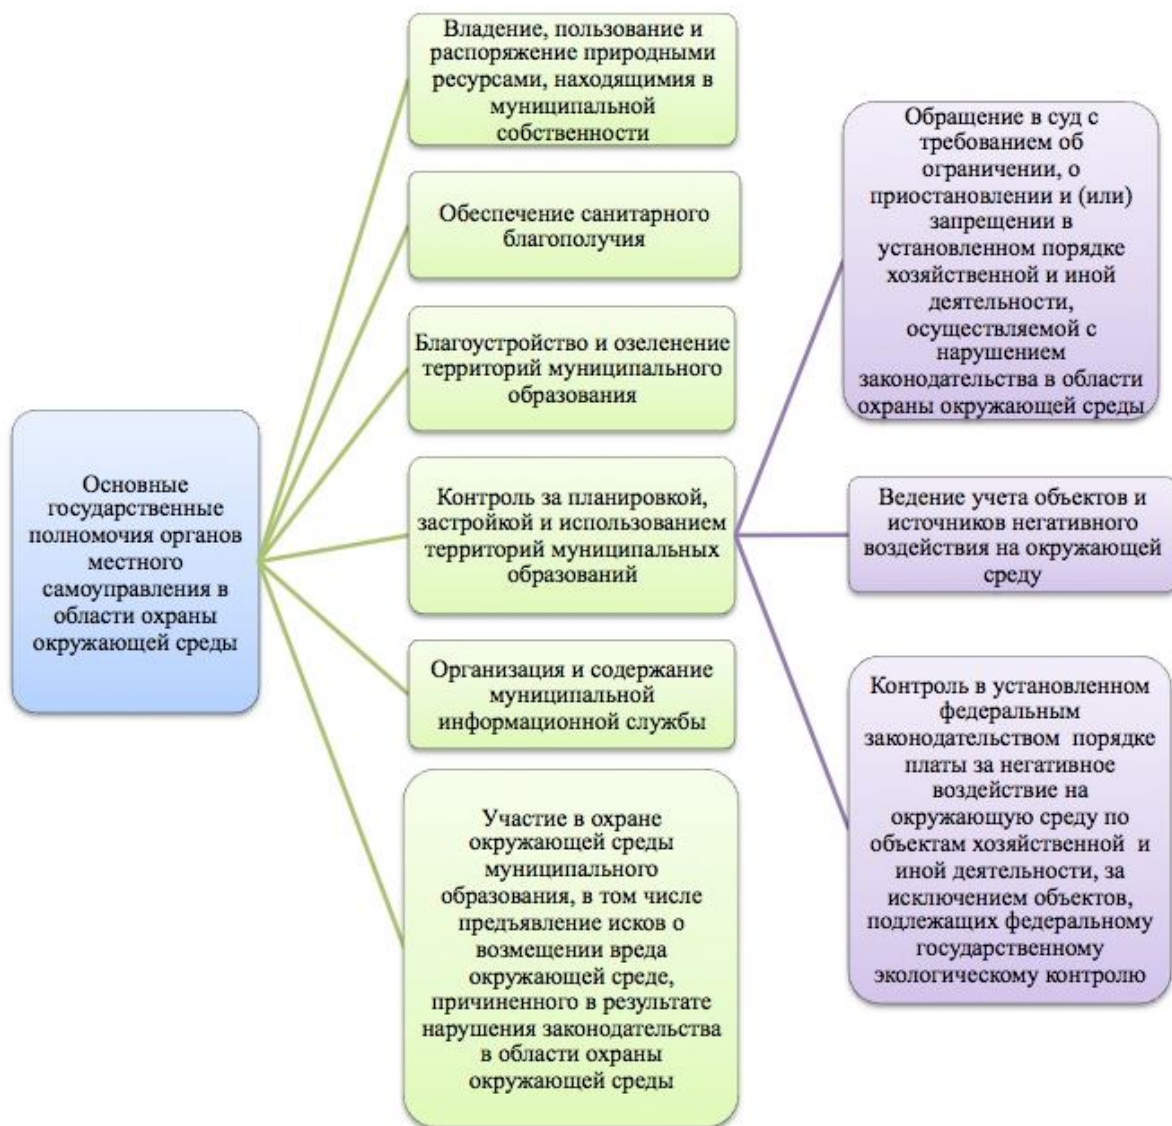 Основные
государственные
полномочия органов
местного
самоуправления в
области охраны
окружающей среды
Владение, пользование и
распоряжение природными
ресурсами, находящимия в
муниципальной
собственности
Обеспечение санитарного
благополучия
Благоустройство и озеленение
территорий муниципального
образования
Контроль за планировкой,
застройкой и использованием
территорий муниципальных
образований
Организация и содержание
муниципальной
информационной службы
Участие в охране
окружающей среды
муниципального
образования, в том числе
предъявление исков о
возмещении вреда
окружающей среде,
причиненного в результате
нарушения законодательства
в области охраны
окружающей среды
Обращение в суд с
требованием об
ограничении, о
приостановлении и (или)
запрещении в
установленном порядке
хозяйственной и иной
деятельности,
осуществляемой с
нарушением
законодательства в области
охраны окружающей среды
Ведение учета объектов и
источников негативного
воздействия на окружающей
среду
Контроль в установленном
федеральным
законодательством порядке
платы за негативное
воздействие на
окружающую среду по
объектам хозяйственной и
иной деятельности, за
исключением объектов,
подлежащих федеральному
государственному
экологическому контролю